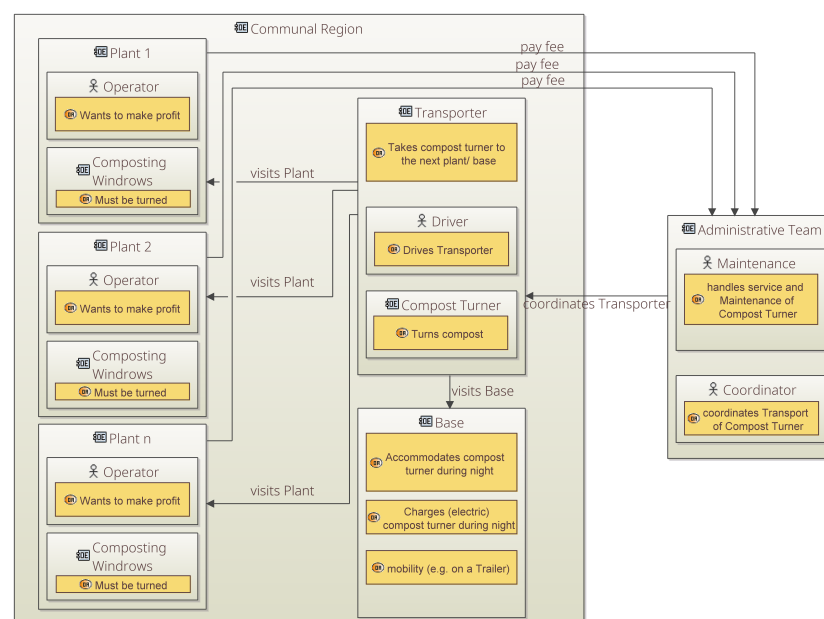 Communal Region
Plant 1
Operator
Wants to make profit
Composting
Windrows
Must be turned
Plant 2
Operator
Wants to make profit
Composting
Windrows
Must be turned
Plant n
Operator
Wants to make profit
Composting
Windrows
Must be turned
pay fee
pay fee
pay fee
visits Plant
visits Plant
visits Plant
Transporter
Takes compost turner to
the next plant/ base
Driver
Drives Transporter
Compost Turner
Turns compost
visits Base
Base
Accommodates compost
turner during night
Charges (electric)
compost turner during night
mobility (e.g. on a Trailer)
coordinates Transporter
Administrative Team
Maintenance
handles service and
Maintenance of
Compost Turner
Coordinator
coordinates Transport
of Compost Turner